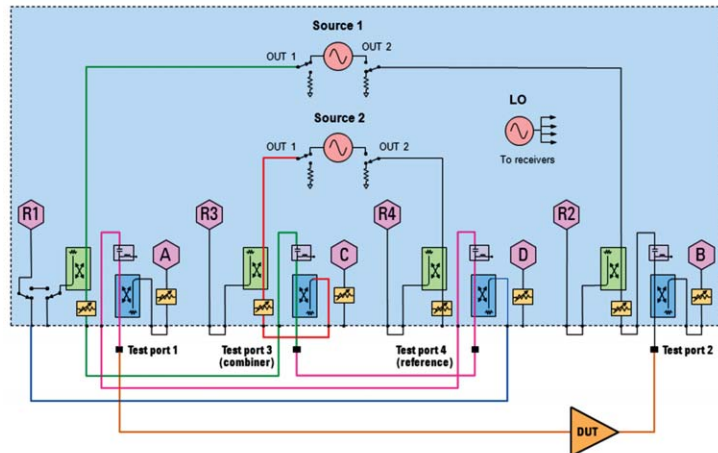 Source 1
OUT 1
OUT 2
LO
Source 2
OUT 1
OUT 2
To receivers
R1
R3
R4
R2
A
C
D
B
Test port 1
Test port 3
(combiner)
Test port 4
(reference)
Test port 2
DUT